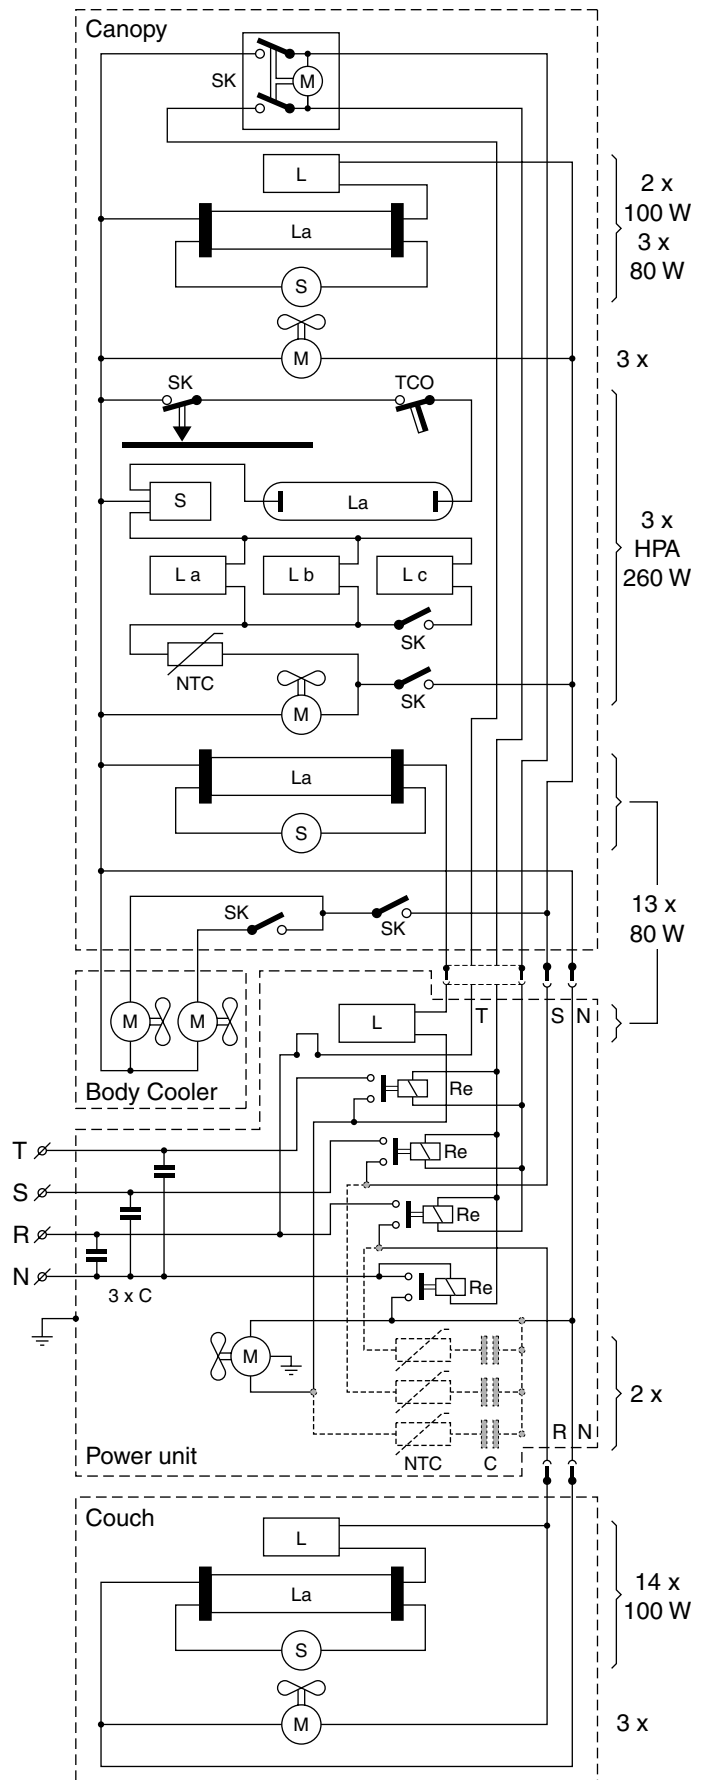 Canopy
SK
M
L
2 x
100 W
3 x
80 W
La
S
M
3 x
SK
TCO
S
La
3 x
HPA
260 W
L a
L b
L c
SK
NTC
SK
M
La
S
13 x
80 W
SK
SK
M
M
L
T
S
N
Body Cooler
Re
T
Re
S
R
Re
N
3 x C
Re
M
2 x
R
N
Power unit
NTC
C
Couch
L
La
14 x
100 W
S
M
3 x